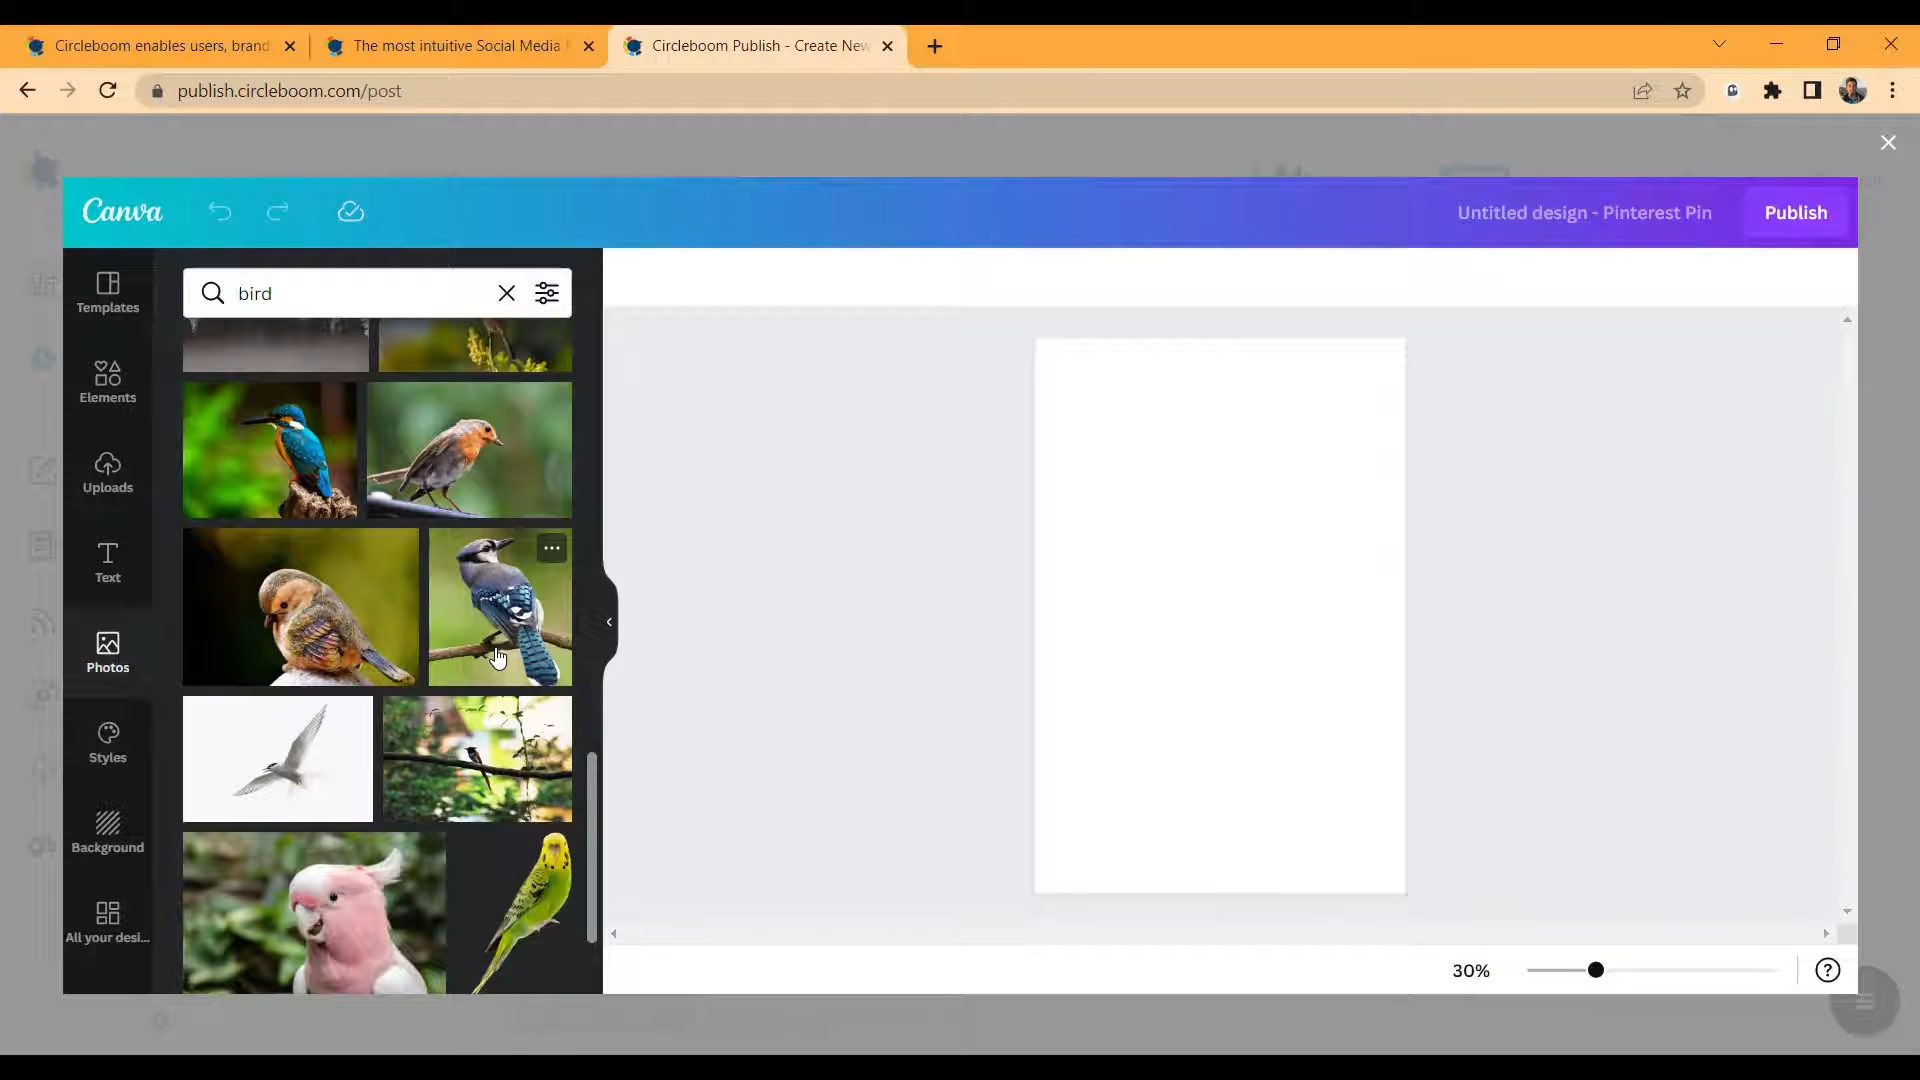 Circleboom enables users, brand
The most intuitive Social Media
Circleboom Publish - Create New
publish.circleboom.com/post
Canva
Untitled design - Pinterest Pin
Publish
Templates
Elements
Uploads
Text
Photos
Styles
Background
All your desi...
bird
30%
?